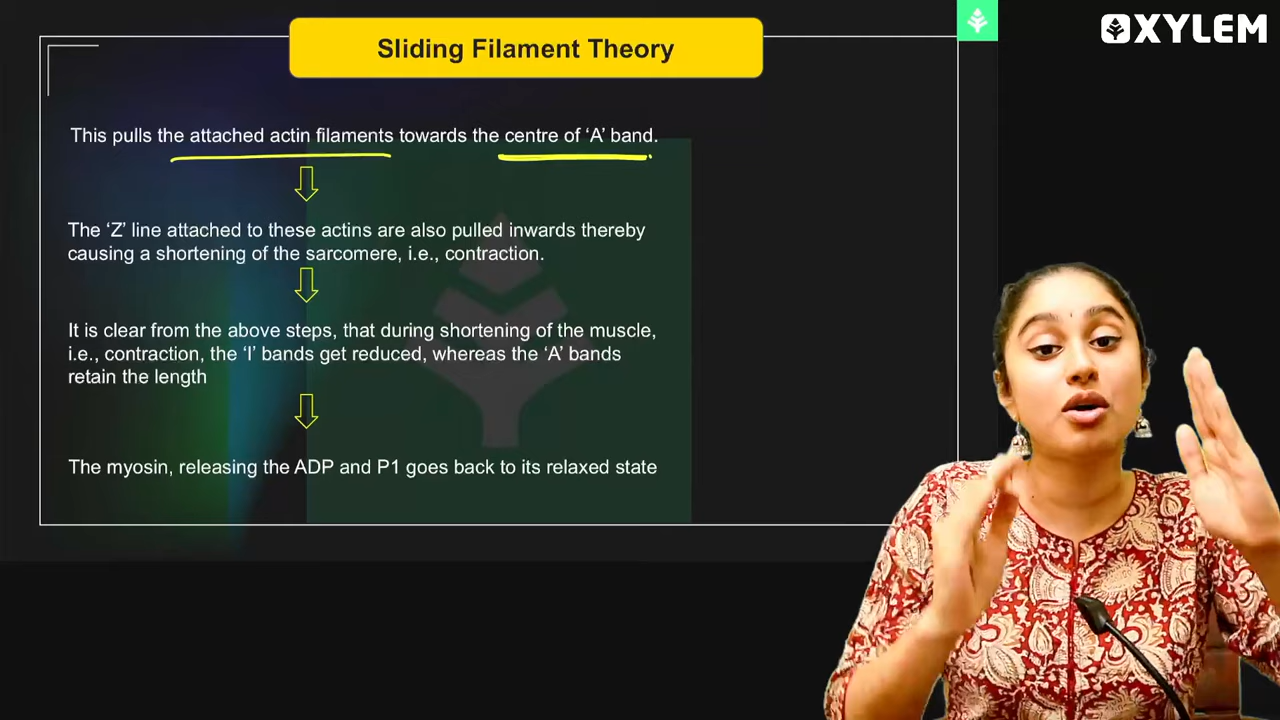 Sliding Filament Theory
XYLEM
This pulls the attached actin filaments towards the centre of ‘A’ band.
The ‘Z’ line attached to these actins are also pulled inwards thereby
causing a shortening of the sarcomere, i.e., contraction.
It is clear from the above steps, that during shortening of the muscle,
i.e., contraction, the ‘I’ bands get reduced, whereas the ‘A’ bands
retain the length
The myosin, releasing the ADP and P1 goes back to its relaxed state